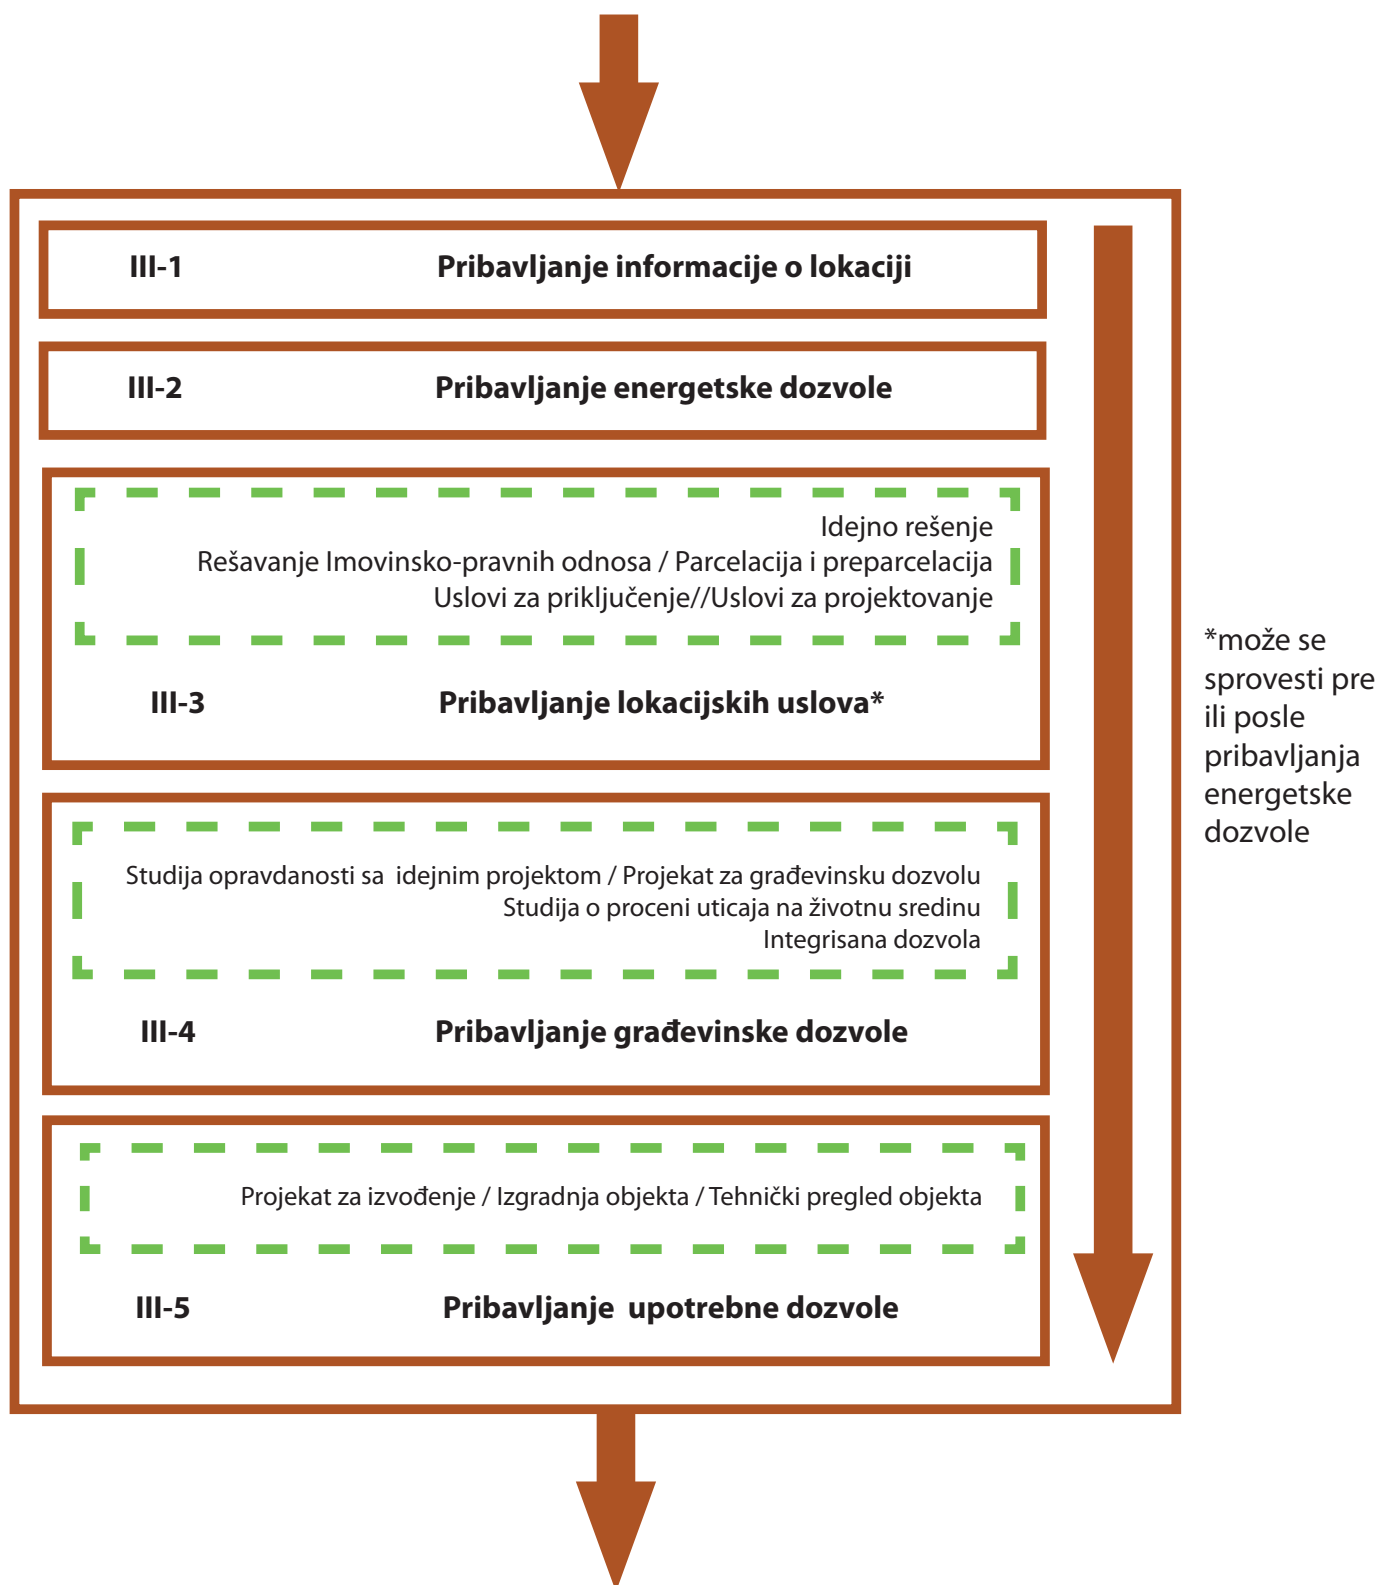 III-1 Pribavljanje informacije o lokaciji
III-2 Pribavljanje energetske dozvole
Idejno rešenje
Rešavanje Imovinsko-pravnih odnosa / Parcelacija i preparcelacija
Uslovi za priključenje//Uslovi za projektovanje
III-3 Pribavljanje lokacijskih uslova*
Studija opravdanosti sa idejnim projektom / Projekat za građevinsku dozvolu
Studija o proceni uticaja na životnu sredinu
Integrisana dozvola
III-4 Pribavljanje građevinske dozvole
Projekat za izvođenje / Izgradnja objekta / Tehnički pregled objekta
III-5 Pribavljanje upotrebne dozvole
*može se
sprovesti pre
ili posle
pribavljanja
energetske
dozvole